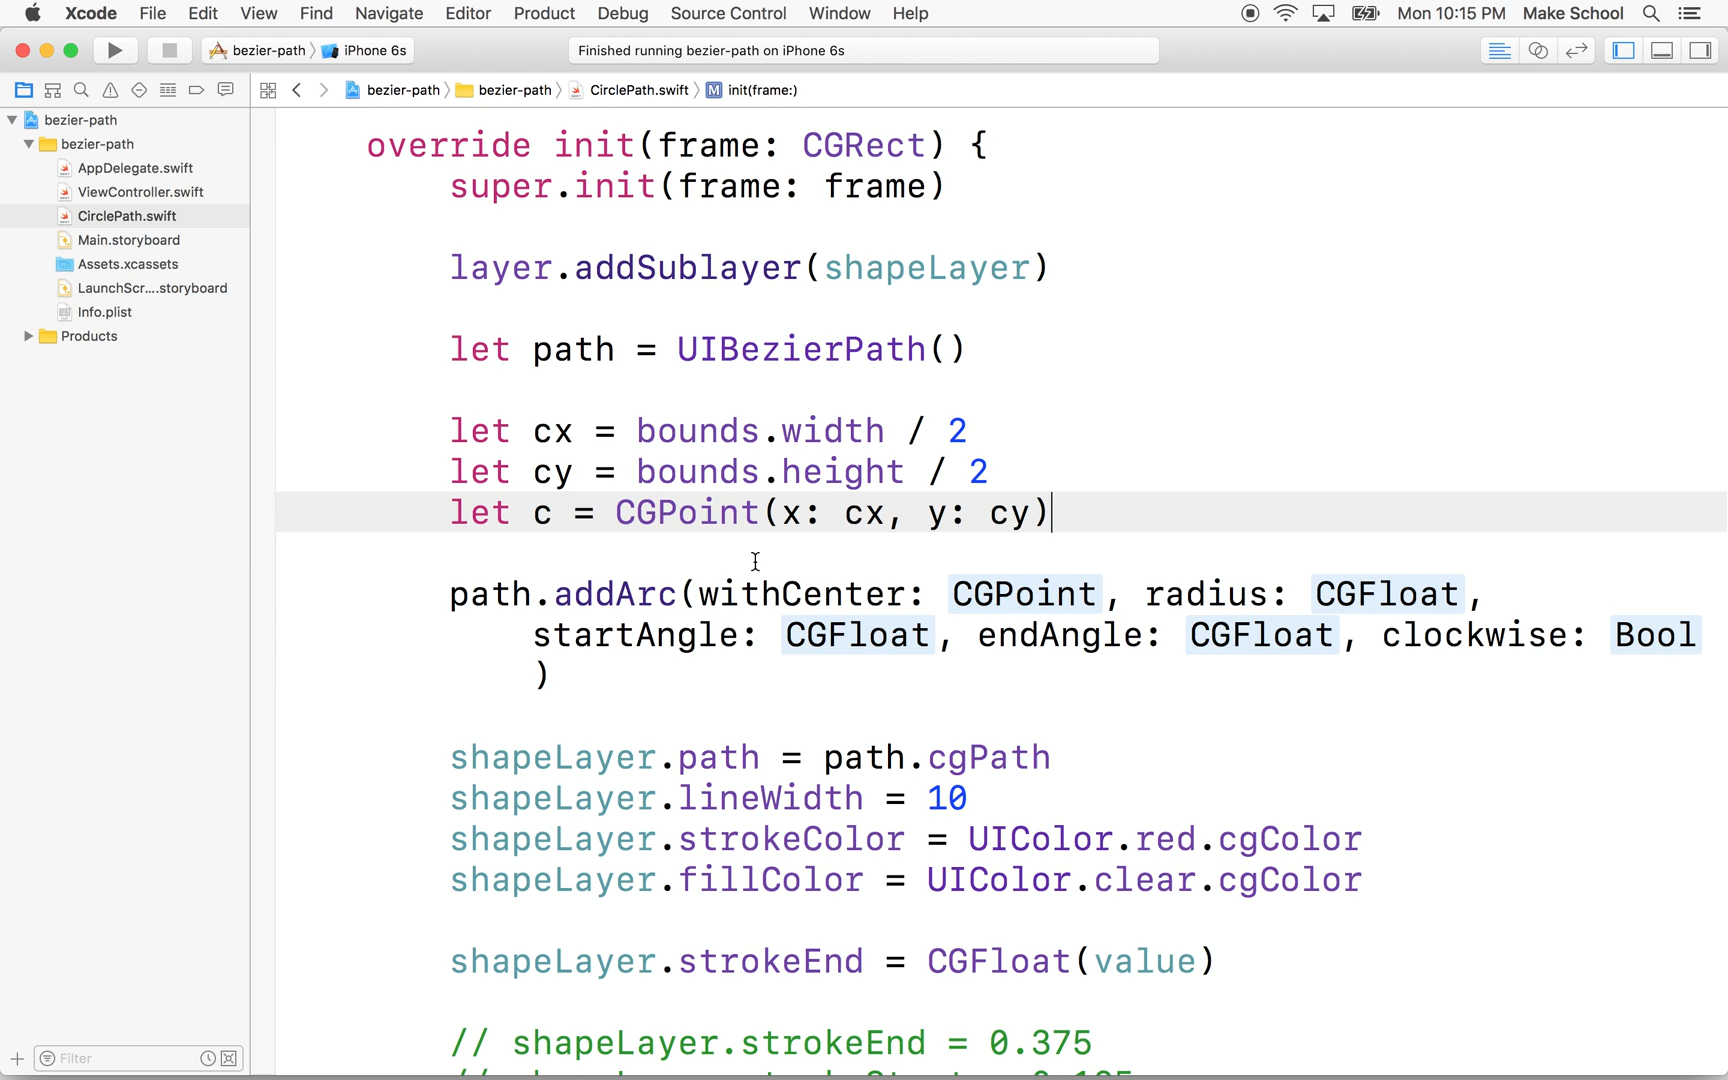 Xcode File Edit View Find Navigate Editor Product Debug Source Control Window Help Mon 10:15 PM Make School
bezier-path iPhone 6s Finished running bezier-path on iPhone 6s
bezier-path bezier-path CirclePath.swift M init(frame:)
bezier-path
bezier-path
AppDelegate.swift
ViewController.swift
CirclePath.swift
Main.storyboard
Assets.xcassets
LaunchScr....storyboard
Info.plist
Products
Filter
override init(frame: CGRect) {
super.init(frame: frame)
layer.addSublayer(shapeLayer)
let path = UIBezierPath()
let cx = bounds.width / 2
let cy = bounds.height / 2
let c = CGPoint(x: cx, y: cy)
path.addArc(withCenter: CGPoint, radius: CGFloat,
startAngle: CGFloat, endAngle: CGFloat, clockwise: Bool
)
shapeLayer.path = path.cgPath
shapeLayer.lineWidth = 10
shapeLayer.strokeColor = UIColor.red.cgColor
shapeLayer.fillColor = UIColor.clear.cgColor
shapeLayer.strokeEnd = CGFloat(value)
// shapeLayer.strokeEnd = 0.375